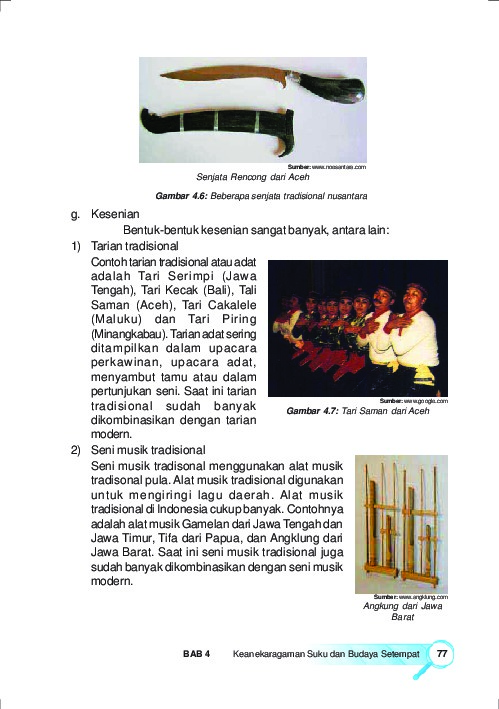 Sumber: www.noesantara.com
Senjata Rencong dari Aceh
Gambar 4.6: Beberapa senjata tradisional nusantara
g. Kesenian
Bentuk-bentuk kesenian sangat banyak, antara lain:
1) Tarian tradisional
Contoh tarian tradisional atau adat
adalah Tari Serimpi (Jawa
Tengah), Tari Kecak (Bali), Tali
Saman (Aceh), Tari Cakalele
(Maluku) dan Tari Piring
(Minangkabau). Tarian adat sering
ditampilkan dalam upacara
perkawinan, upacara adat,
menyambut tamu atau dalam
pertunjukan seni. Saat ini tarian
tradisional sudah banyak
dikombinasikan dengan tarian
modern.
Sumber: www.google.com
Gambar 4.7: Tari Saman dari Aceh
2) Seni musik tradisional
Seni musik tradisonal menggunakan alat musik
tradisonal pula. Alat musik tradisional digunakan
untuk mengiringi lagu daerah. Alat musik
tradisional di Indonesia cukup banyak. Contohnya
adalah alat musik Gamelan dari Jawa Tengah dan
Jawa Timur, Tifa dari Papua, dan Angklung dari
Jawa Barat. Saat ini seni musik tradisional juga
sudah banyak dikombinasikan dengan seni musik
modern.
Sumber: www.angklung.com
Angkung dari Jawa
Barat
BAB 4 Keanekaragaman Suku dan Budaya Setempat 77